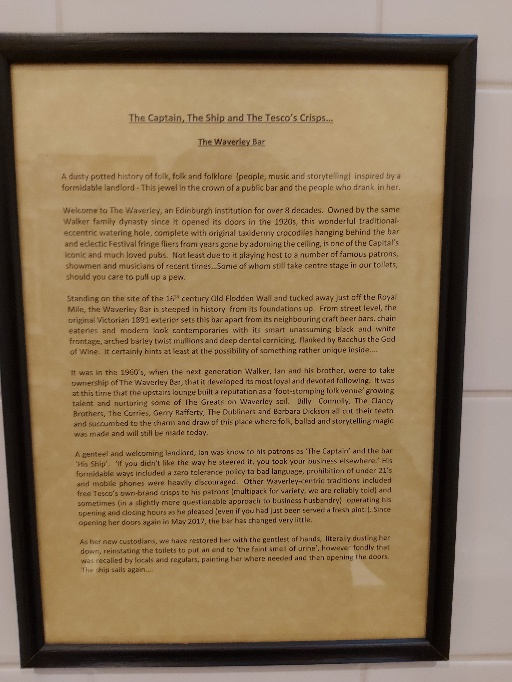 The Captain, The Ship and The Tesco's Crisps...
The Waverley Bar
A dusty potted history of folk, folk and folklore (people, music and storytelling) inspired by a
formidable landlord - This jewel in the crown of a public bar and the people who drank in her.
Welcome to The Waverley, an Edinburgh institution for over 8 decades. Owned by the same
Walker family dynasty since it opened its doors in the 1920s, this wonderful traditional-
eccentric watering hole, complete with original taxidermy crocodiles hanging behind the bar
and eclectic Festival fringe fliers from years gone by adorning the ceiling, is one of the Capital's
iconic and much loved pubs. Not least due to it playing host to a number of famous patrons,
showmen and musicians of recent times...Some of whom still take centre stage in our toilets,
should you care to pull up a pew.
Standing on the site of the 16th century Old Flodden Wall and tucked away just off the Royal
Mile, the Waverley Bar is steeped in history from its foundations up. From street level, the
original Victorian 1891 exterior sets this bar apart from its neighbouring craft beer bars, chain
eateries and modern look contemporaries with its smart unassuming black and white
frontage, arched barley twist mullions and deep dental cornicing, flanked by Bacchus the God
of Wine. It certainly hints at least at the possibility of something rather unique inside....
It was in the 1960's, when the next generation Walker, Ian and his brother, were to take
ownership of The Waverley Bar, that it developed its most loyal and devoted following. It was
at this time that the upstairs lounge built a reputation as a 'foot-stomping folk venue' growing
talent and nurturing some of The Greats on Waverley soil. Billy Connolly, The Clancy
Brothers, The Corries, Gerry Rafferty, The Dubliners and Barbara Dickson all cut their teeth
and succumbed to the charm and draw of this place where folk, ballad and storytelling magic
was made and will still be made today.
A genteel and welcoming landlord, Ian was know to his patrons as 'The Captain' and the bar
'His Ship'. 'If you didn't like the way he steered it, you took your business elsewhere.' His
formidable ways included a zero tolerance policy to bad language, prohibition of under 21's
and mobile phones were heavily discouraged. Other Waverley-centric traditions included
free Tesco's own-brand crisps to his patrons (multipack for variety, we are reliably told) and
sometimes (in a slightly more questionable approach to business husbandry) operating his
opening and closing hours as he pleased (even if you had just been served a fresh pint.). Since
opening her doors again in May 2017, the bar has changed very little.
As her new custodians, we have restored her with the gentlest of hands, literally dusting her
down, reinstating the toilets to put an end to 'the faint smell of urine', however fondly that
was recalled by locals and regulars, painting her where needed and then opening the doors.
The ship sails again....